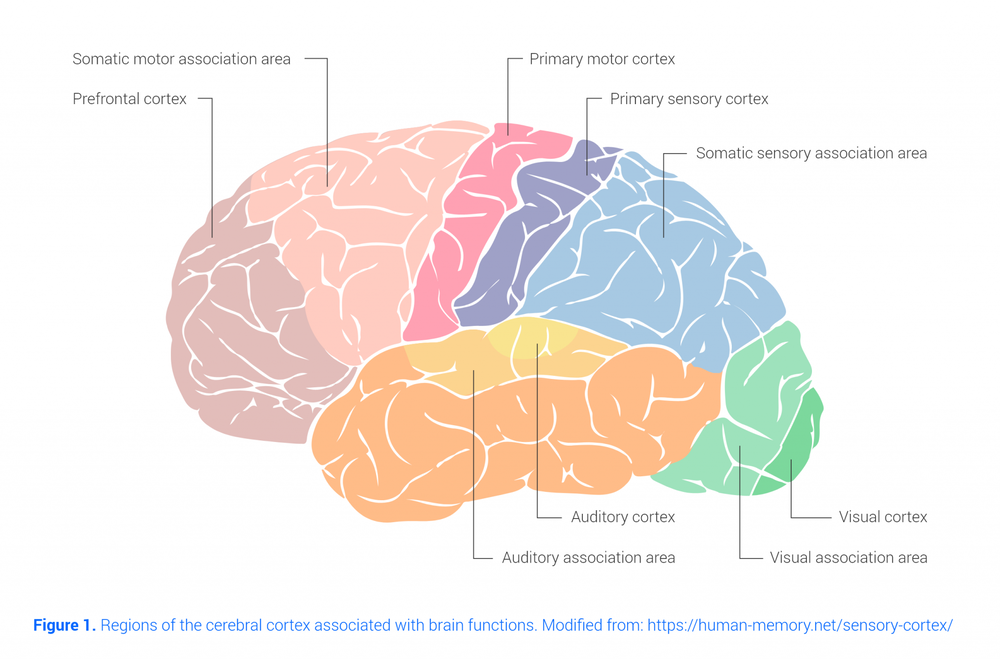 Somatic motor association area
Primary motor cortex
Prefrontal cortex
Primary sensory cortex
Somatic sensory association area
Auditory cortex
Visual cortex
Auditory association area
Visual association area
Figure 1. Regions of the cerebral cortex associated with brain functions. Modified from: https://human-memory.net/sensory-cortex/